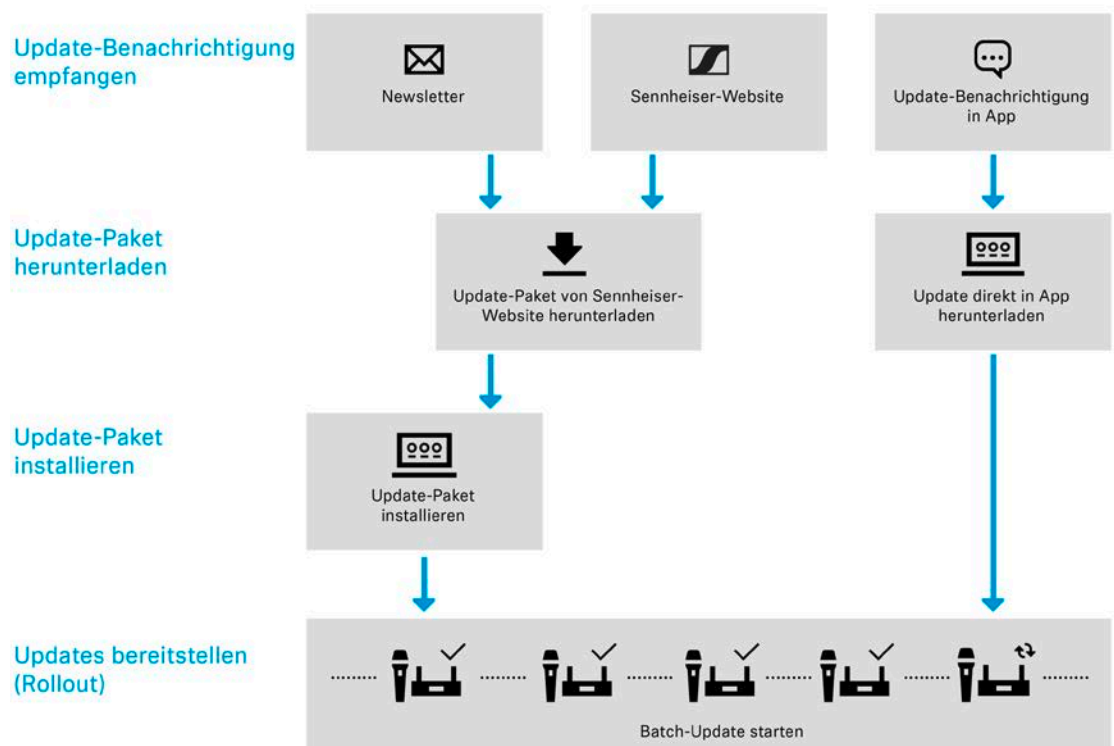 Update-Benachrichtigung
empfangen
Newsletter
Sennheiser-Website
Update-Benachrichtigung
in App
Update-Paket
herunterladen
Update-Paket von Sennheiser-
Website herunterladen
Update direkt in App
herunterladen
Update-Paket
installieren
Update-Paket
installieren
Updates bereitstellen
(Rollout)
Batch-Update starten